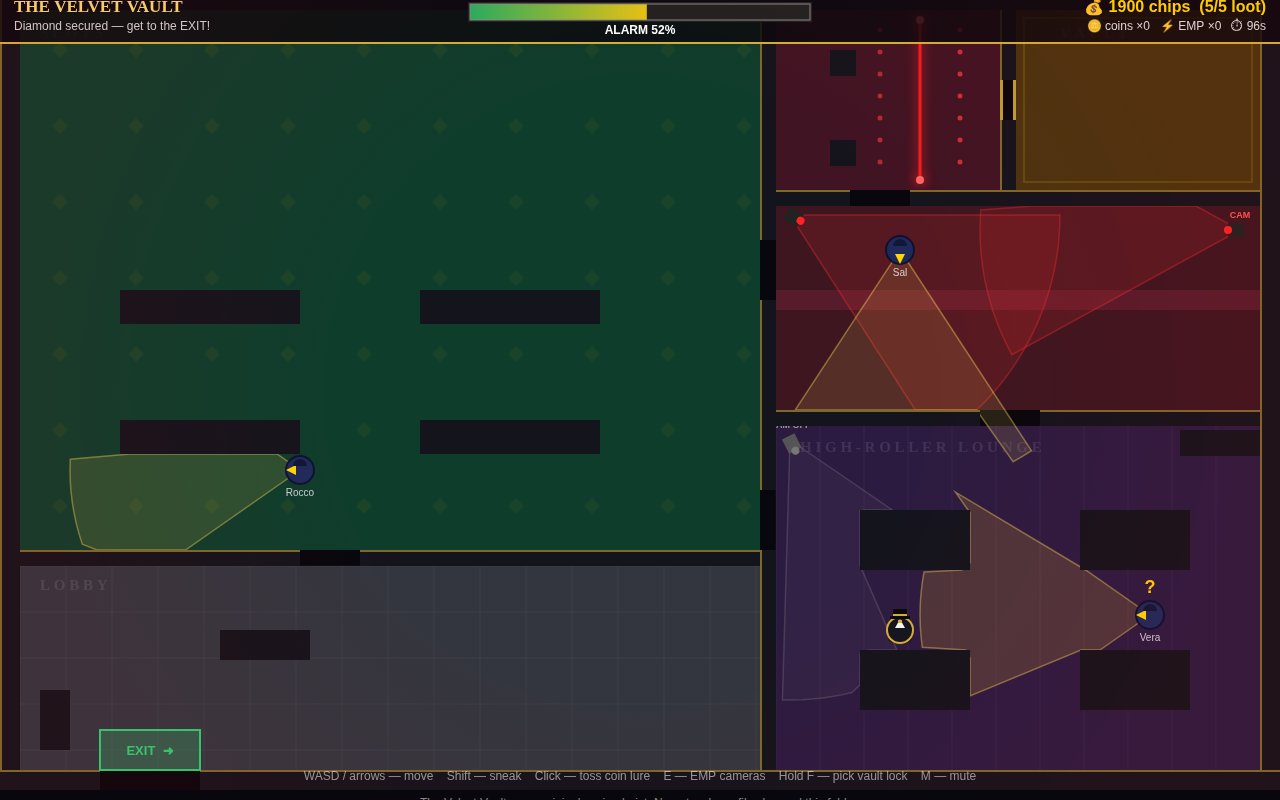 THE VELVET VAULT
Diamond secured — get to the EXIT!
ALARM 52%
💰 1900 chips (5/5 loot)
🪙 coins ×0 ⚡ EMP ×0 ⏱ 96s
CAM
Sal
HIGH-ROLLER LOUNGE
Rocco
?
Vera
LOBBY
EXIT ➜
WASD / arrows — move Shift — sneak Click — toss coin lure E — EMP cameras Hold F — pick vault lock M — mute